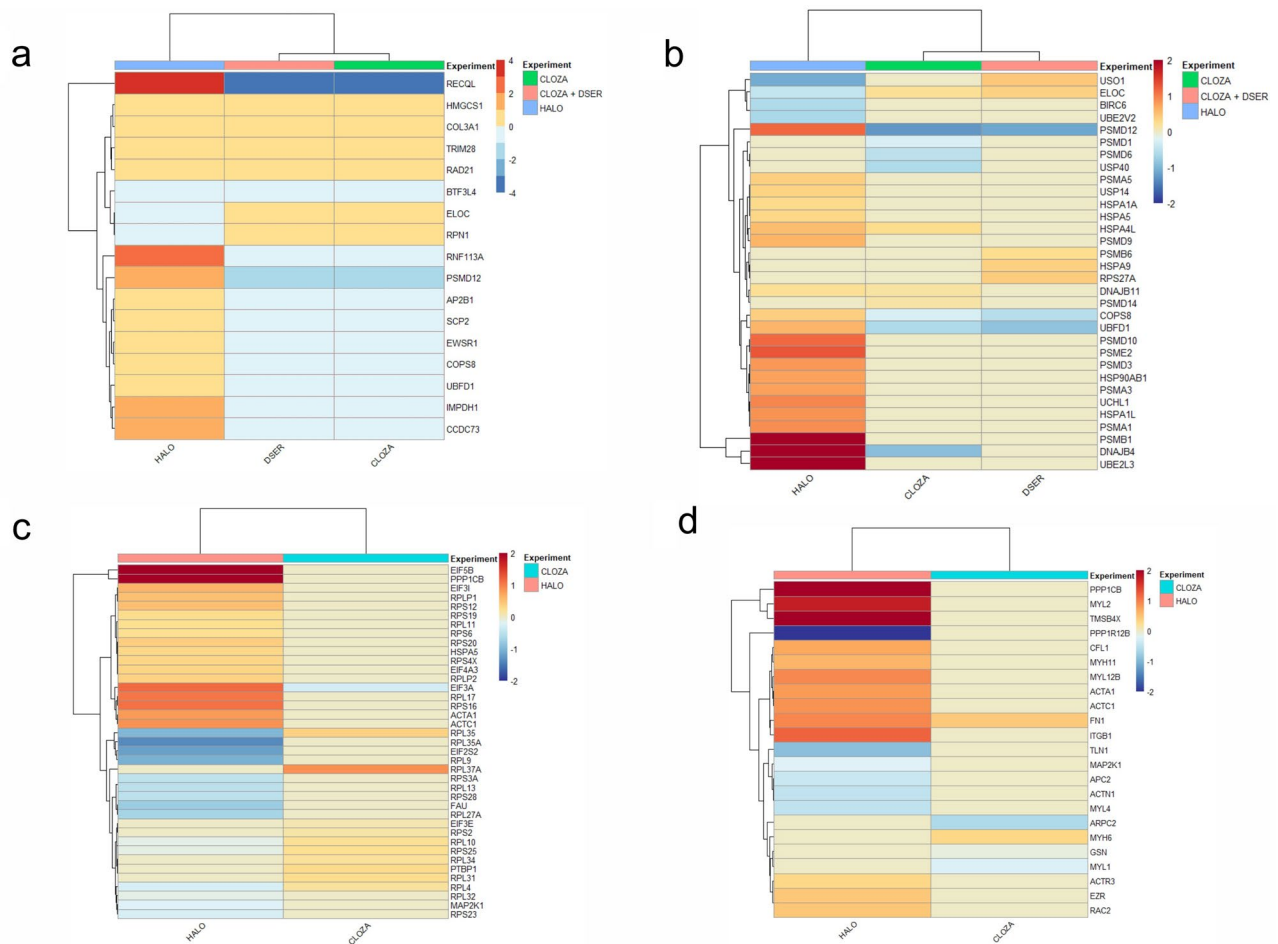 a
Experiment
4
2
0
-2
-4
Experiment
CLOZA
CLOZA + DSER
HALO
RECQL
HMGCS1
COL3A1
TRIM28
RAD21
BTF3L4
ELOC
RPN1
RNF113A
PSMD12
AP2B1
SCP2
EWSR1
COPS8
UBFD1
IMPDH1
CCDC73
HALO
DSER
CLOZA
b
Experiment
2
1
0
-1
-2
Experiment
CLOZA
CLOZA + DSER
HALO
USO1
ELOC
BIRC6
UBE2V2
PSMD12
PSMD1
PSMD6
USP40
PSMA5
USP14
HSPA1A
HSPA5
HSPA4L
PSMD9
PSMB6
HSPA9
RPS27A
DNAJB11
PSMD14
COPS8
UBFD1
PSMD10
PSME2
PSMD3
HSP90AB1
PSMA3
UCHL1
HSPA1L
PSMA1
PSMB1
DNAJB4
UBE2L3
HALO
CLOZA
DSER
c
Experiment
2
1
0
-1
-2
Experiment
CLOZA
HALO
EIF5B
PPP1CB
EIF3I
RPLP1
RPS12
RPS19
RPL11
RPS6
RPS20
HSPA5
RPS4X
EIF4A3
RPLP2
EIF3A
RPL17
RPS16
ACTA1
ACTC1
RPL35
RPL35A
EIF2S2
RPL9
RPL37A
RPS3A
RPL13
RPS28
FAU
RPL27A
EIF3E
RPS2
RPL10
RPS25
RPL34
PTBP1
RPL31
RPL4
RPL32
MAP2K1
RPS23
HALO
CLOZA
d
Experiment
2
1
0
-1
-2
Experiment
CLOZA
HALO
PPP1CB
MYL2
TMSB4X
PPP1R12B
CFL1
MYH11
MYL12B
ACTA1
ACTC1
FN1
ITGB1
TLN1
MAP2K1
APC2
ACTN1
MYL4
ARPC2
MYH6
GSN
MYL1
ACTR3
EZR
RAC2
HALO
CLOZA